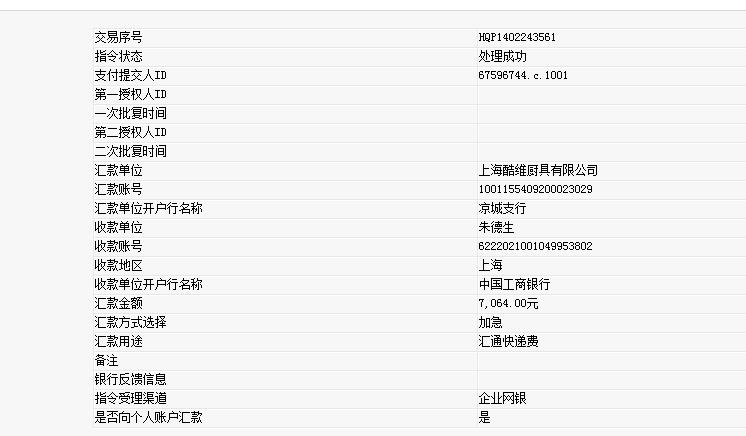 交易序号 HQP1402243561
指令状态 处理成功
支付提交人ID 67596744.c.1001
第一授权人ID
一次批复时间
第二授权人ID
二次批复时间
汇款单位 上海酷维厨具有限公司
汇款账号 1001155409200023029
汇款单位开户行名称 凉城支行
收款单位 朱德生
收款账号 6222021001049953802
收款地区 上海
收款单位开户行名称 中国工商银行
汇款金额 7,064.00元
汇款方式选择 加急
汇款用途 汇通快递费
备注
银行反馈信息
指令受理渠道 企业网银
是否向个人账户汇款 是